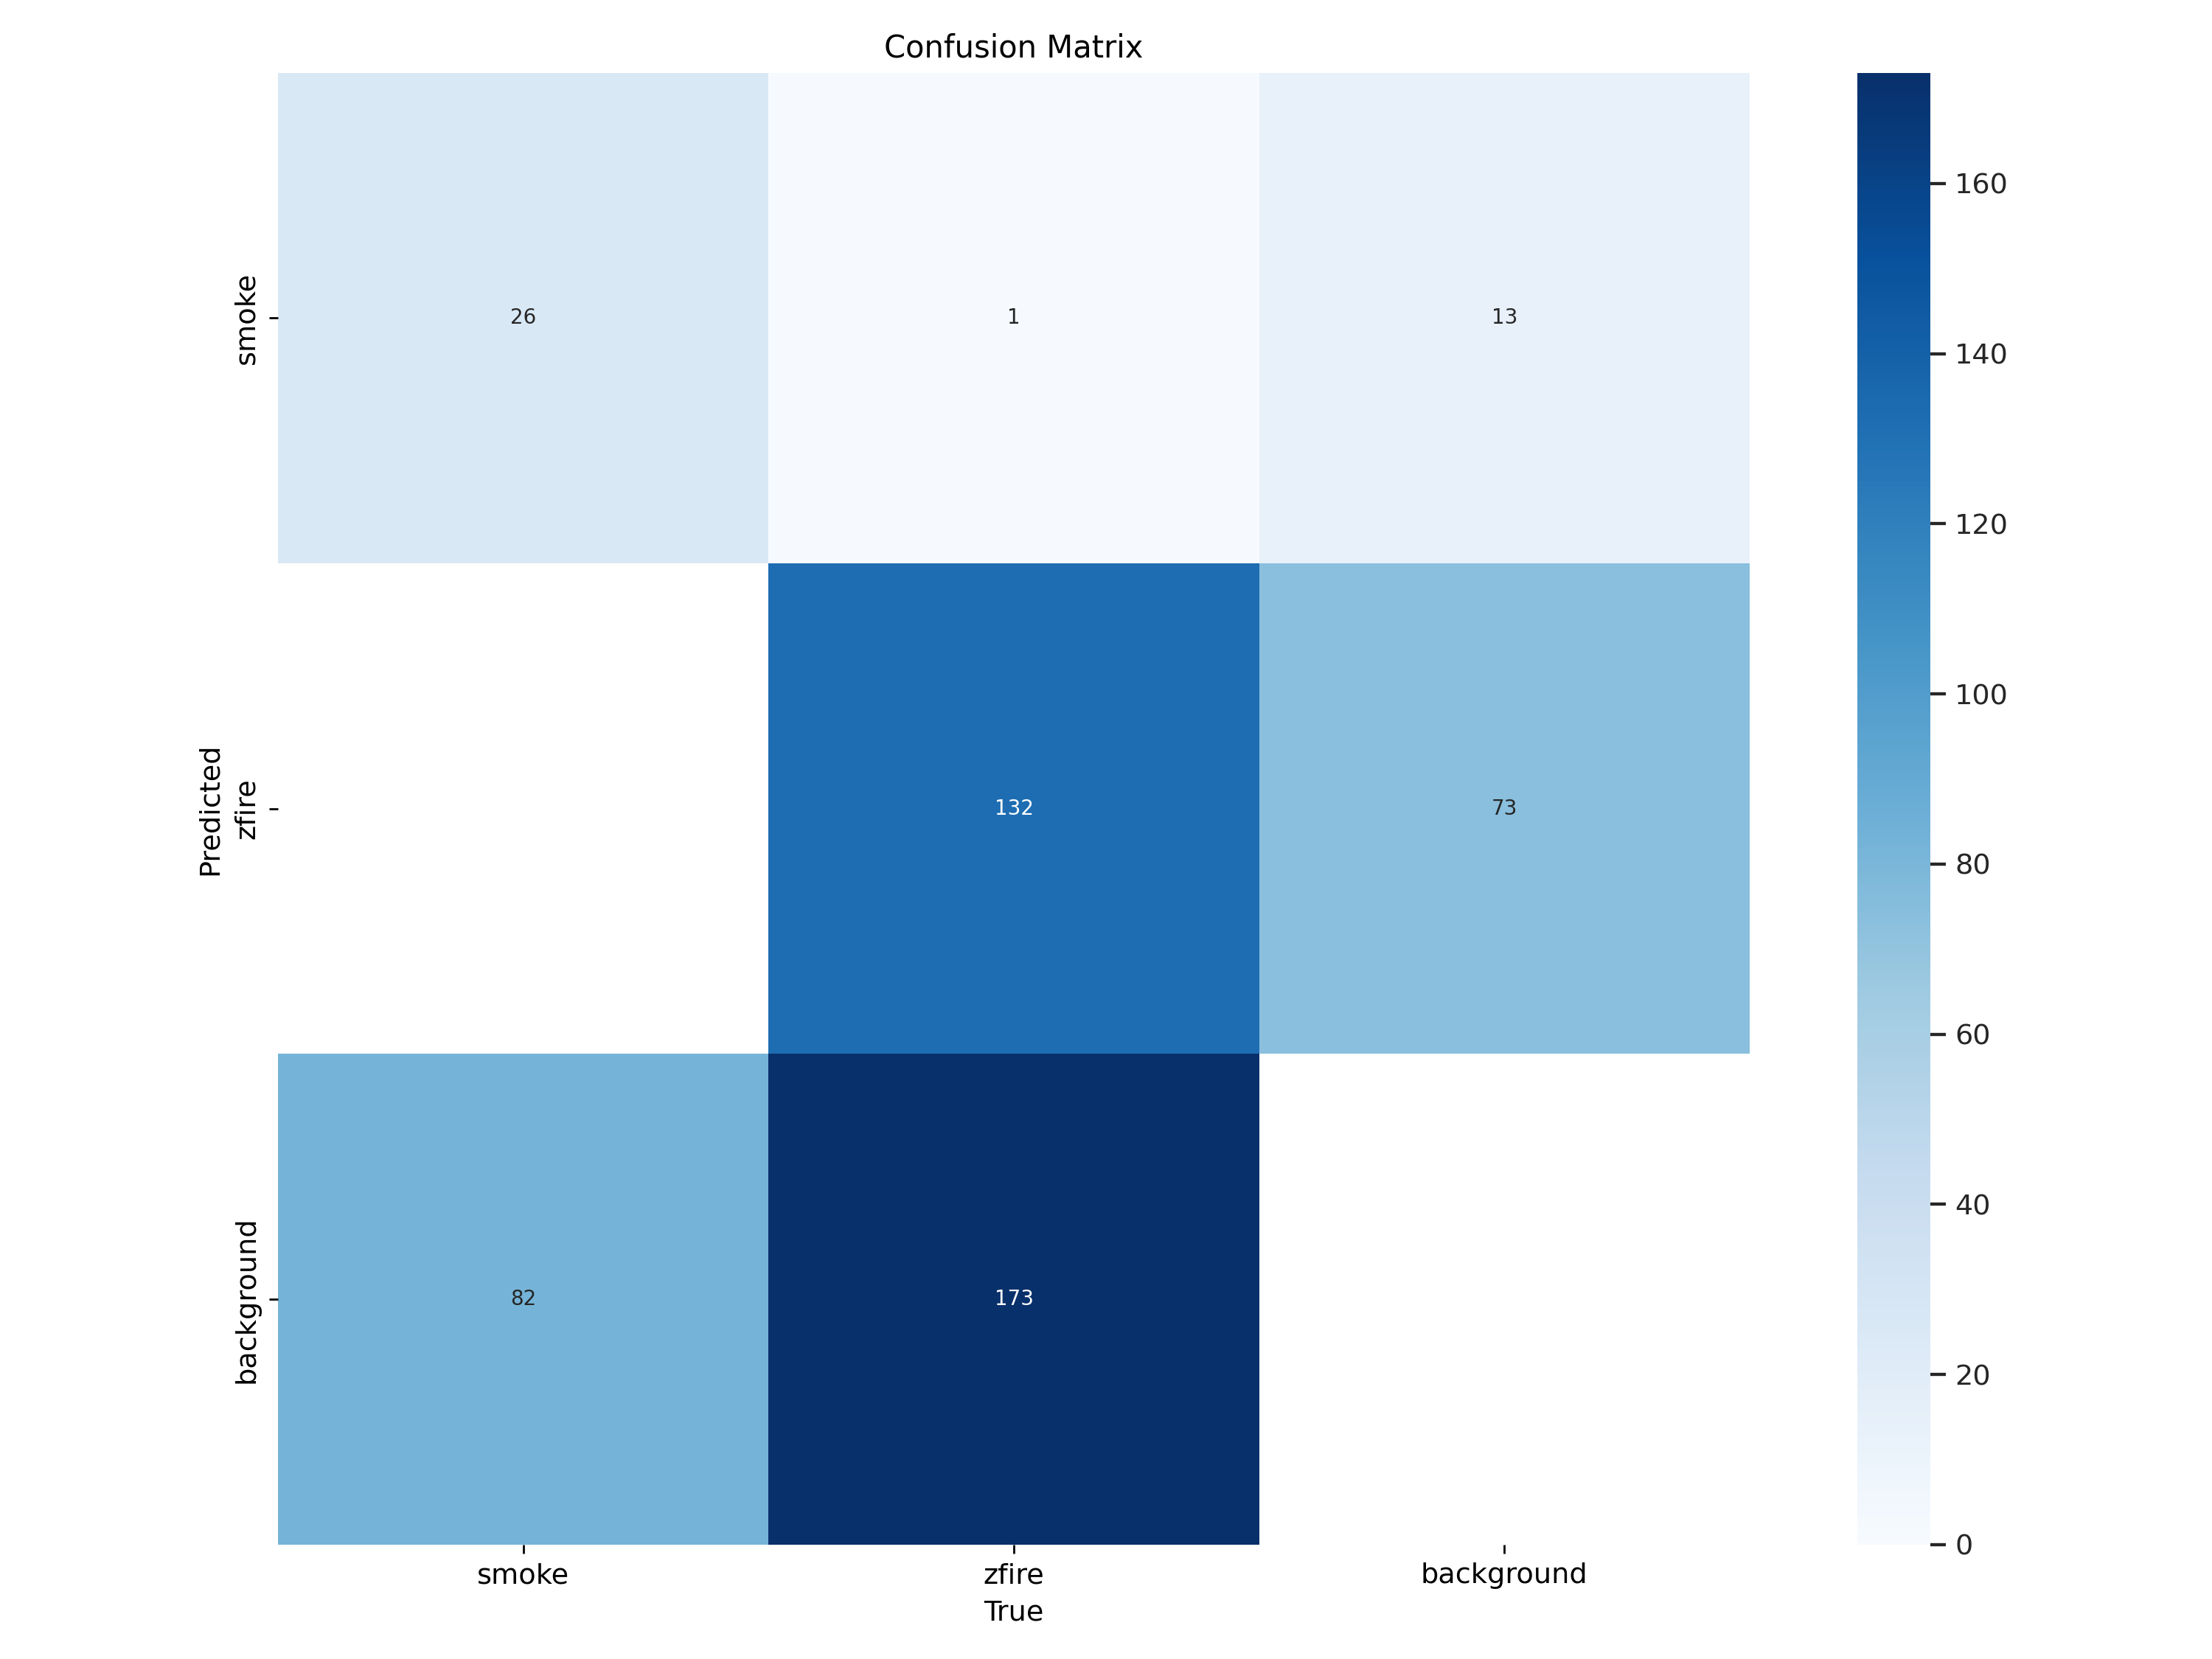 Confusion Matrix
smoke
26
1
13
Predicted
zfire
132
73
background
82
173
smoke
zfire
background
True
160
140
120
100
80
60
40
20
0